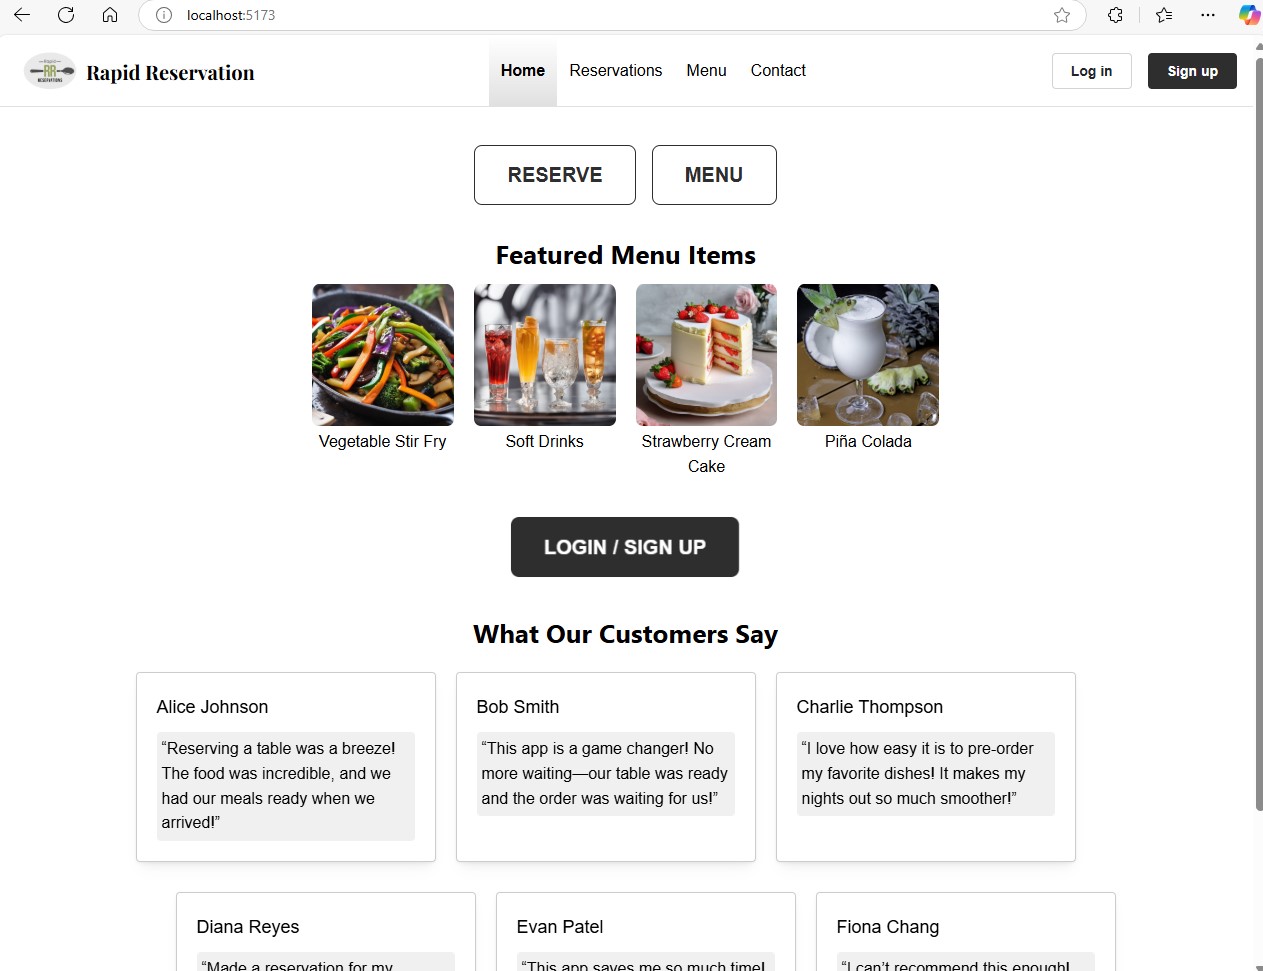 localhost:5173
Rapid
RR
RESERVATIONS
Rapid Reservation
Home
Reservations
Menu
Contact
Log in
Sign up
RESERVE
MENU
Featured Menu Items
Vegetable Stir Fry
Soft Drinks
Strawberry Cream
Cake
Piña Colada
LOGIN / SIGN UP
What Our Customers Say
Alice Johnson
“Reserving a table was a breeze!
The food was incredible, and we
had our meals ready when we
arrived!”
Bob Smith
“This app is a game changer! No
more waiting—our table was ready
and the order was waiting for us!”
Charlie Thompson
“I love how easy it is to pre-order
my favorite dishes! It makes my
nights out so much smoother!”
Diana Reyes
“Made a reservation for my
Evan Patel
“This app saves me so much time!
Fiona Chang
“I can’t recommend this enough!